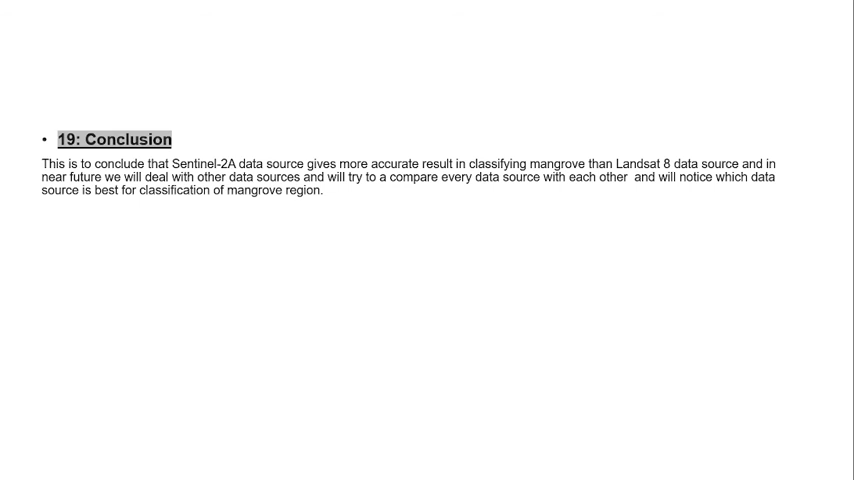 • 19: Conclusion
This is to conclude that Sentinel-2A data source gives more accurate result in classifying mangrove than Landsat 8 data source and in
near future we will deal with other data sources and will try to a compare every data source with each other  and will notice which data
source is best for classification of mangrove region.